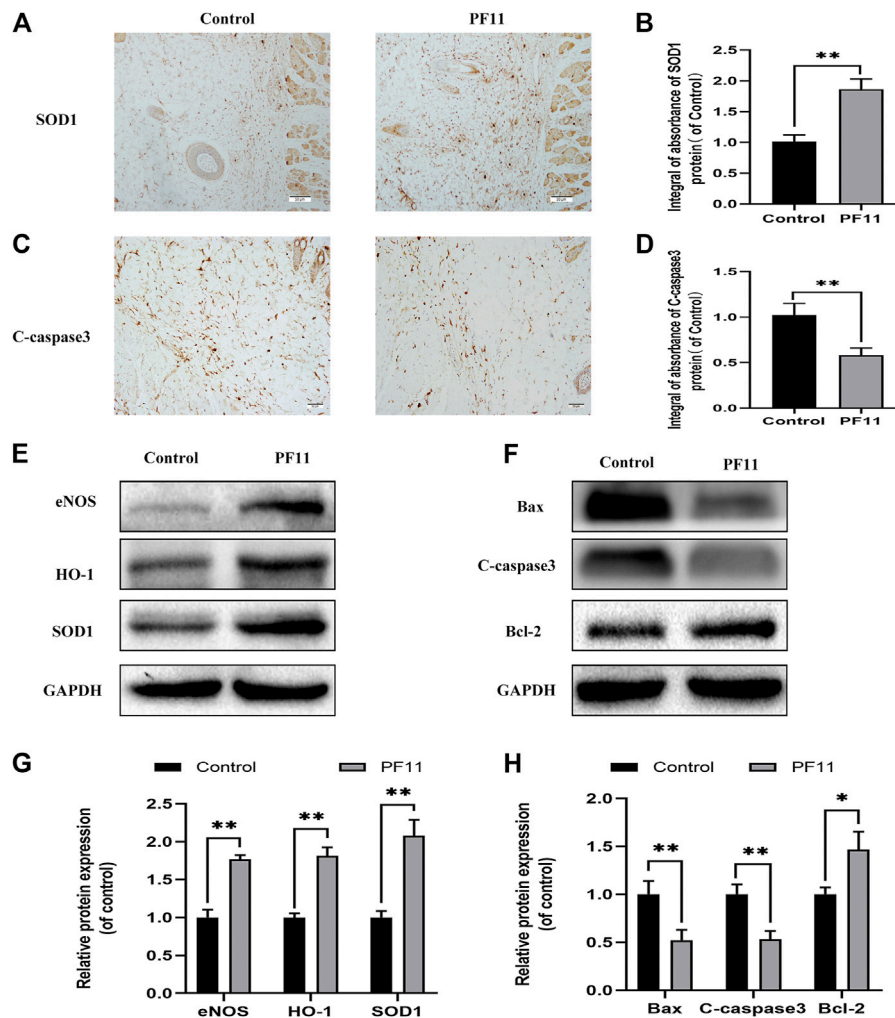 A
Control
PF11
SOD1
20 µm
B
Integral of absorbance of SOD1
protein( of Control)
2.5
2.0
1.5
1.0
0.5
0.0
**
Control
PF11
C
C-caspase3
D
Integral of absorbance of C-caspase3
protein( of Control)
1.5
1.0
0.5
0.0
**
Control
PF11
E
Control
PF11
eNOS
HO-1
SOD1
GAPDH
F
Control
PF11
Bax
C-caspase3
Bcl-2
GAPDH
G
Control
PF11
Relative protein expression
(of control)
2.5
2.0
1.5
1.0
0.5
0.0
**
**
**
eNOS
HO-1
SOD1
H
Control
PF11
Relative protein expression
(of control)
2.0
1.5
1.0
0.5
0.0
**
**
*
Bax
C-caspase3
Bcl-2